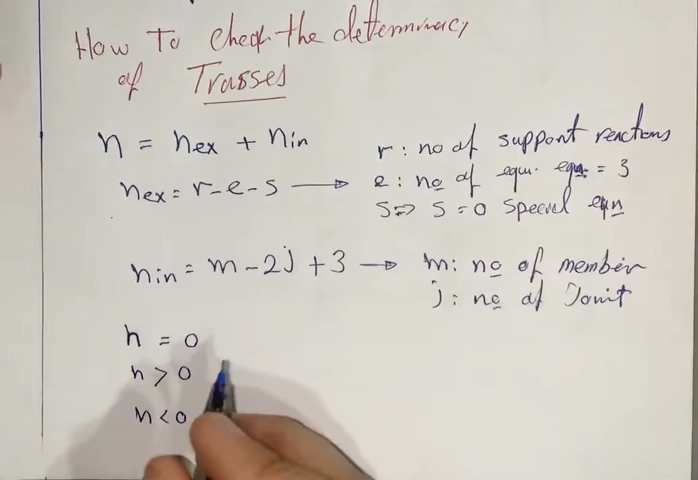 How To Check the determinacy
of Trusses
n = nex + nin
r : no of support reactions
nex = r-e-s → e : no of equ. eqn. = 3
S⇒ S = 0 Special eqn
nin = m - 2j + 3 → m: no of member
j : no of Joint
n = 0
n > 0
n < 0